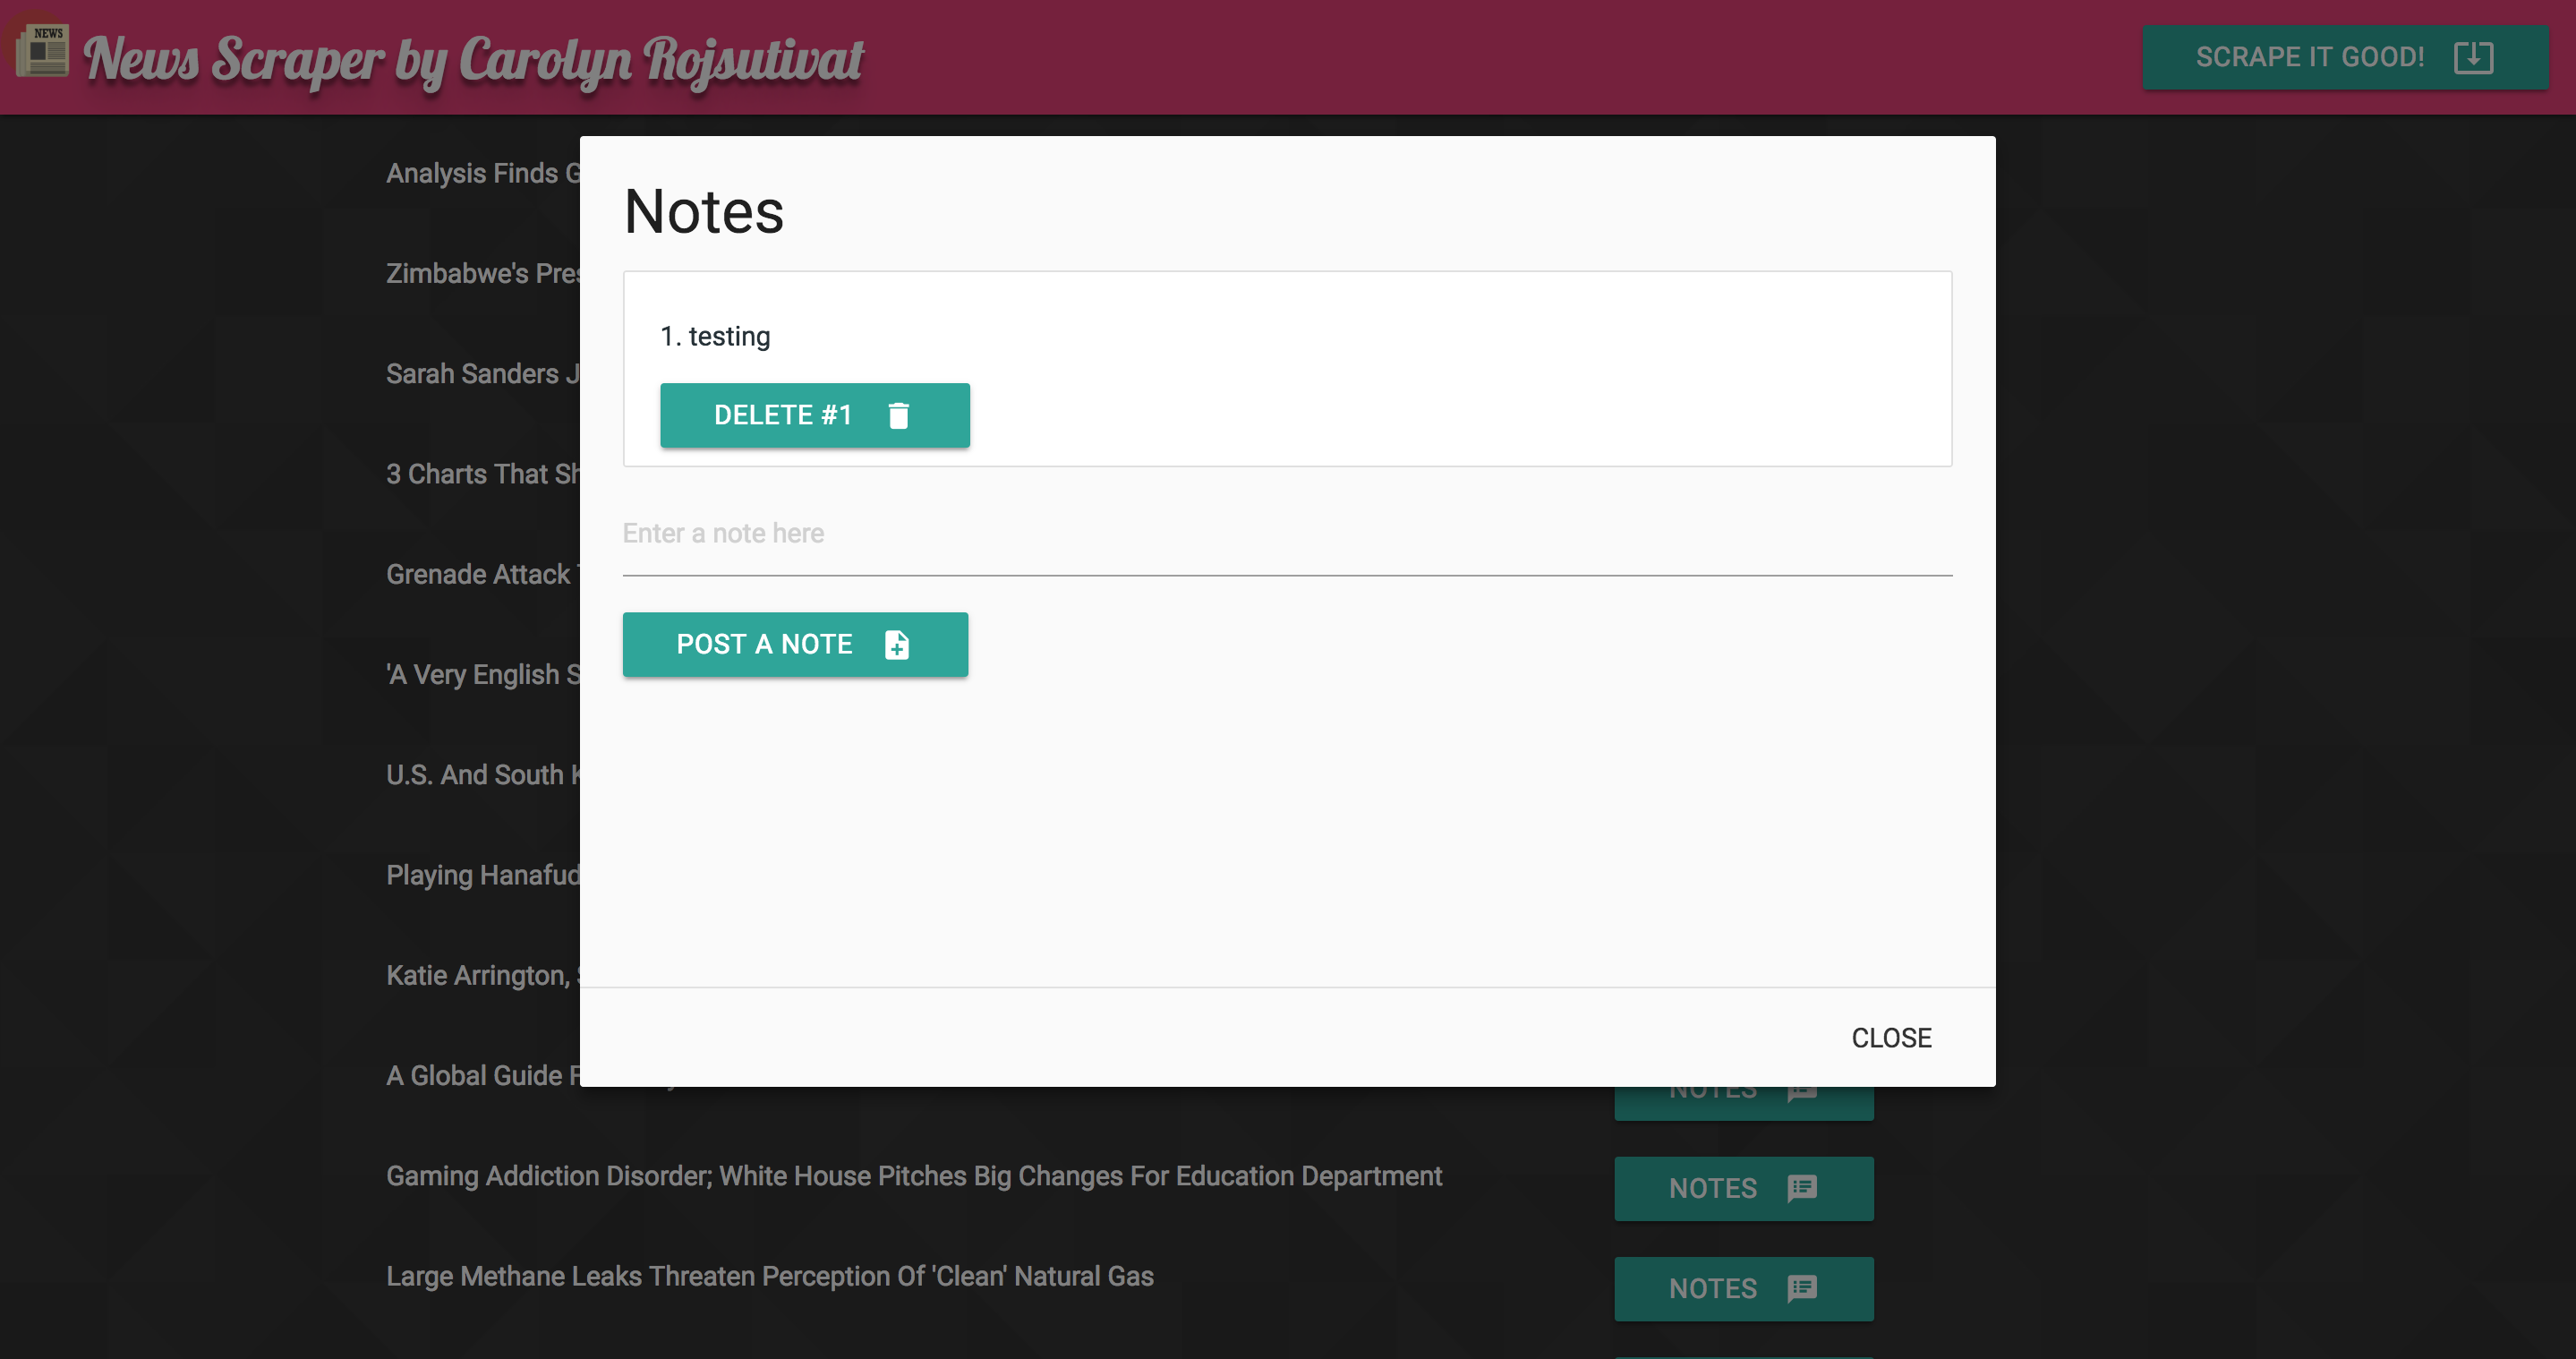 NEWS
News Scraper by Carolyn Rojsutivat
SCRAPE IT GOOD!
Analysis Finds
Zimbabwe's
Sarah Sanders
3 Charts That
Grenade Attack
'A Very English
U.S. And South
Playing
Katie Arrington,
A Global Guide
Notes
1. testing
DELETE #1
Enter a note here
POST A NOTE
CLOSE
NOTES
Gaming Addiction Disorder; White House Pitches Big Changes For Education Department
NOTES
Large Methane Leaks Threaten Perception Of 'Clean' Natural Gas
NOTES